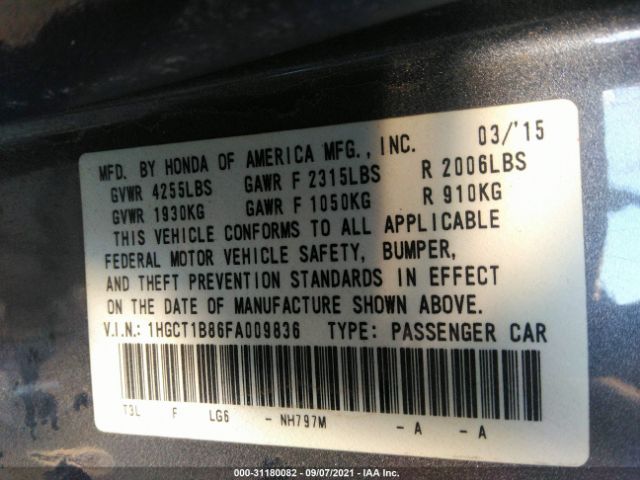 03/'15
MFD. BY HONDA OF AMERICA MFG., INC.
GVWR 4255LBS GAWR F 2315LBS R 2006LBS
GVWR 1930KG GAWR F 1050KG R 910KG
THIS VEHICLE CONFORMS TO ALL APPLICABLE
FEDERAL MOTOR VEHICLE SAFETY, BUMPER,
AND THEFT PREVENTION STANDARDS IN EFFECT
ON THE DATE OF MANUFACTURE SHOWN ABOVE.
V.I.N.: 1HGCT1B86FA009836 TYPE: PASSENGER CAR
T3L F LG6 - NH797M - A - A
000-31180082 - 09/07/2021 - IAA Inc.